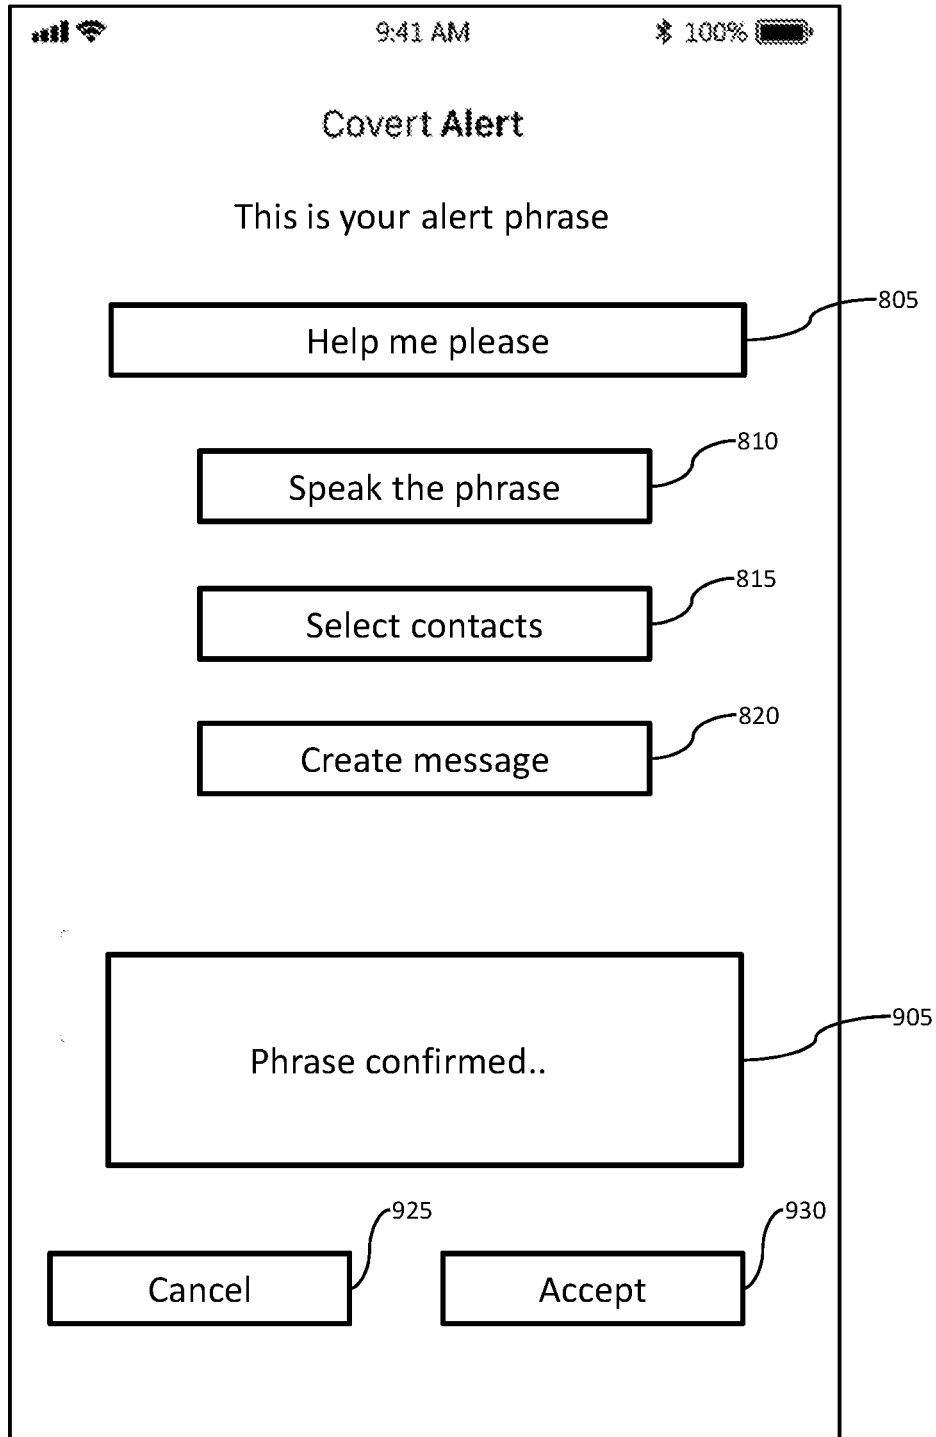 9:41 AM 100%
Covert Alert
This is your alert phrase
805
Help me please
810
Speak the phrase
815
Select contacts
820
Create message
905
Phrase confirmed..
925 930
Cancel Accept